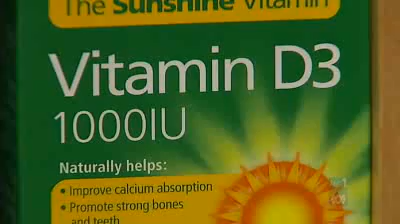 The Sunshine Vitamin
Vitamin D3
1000IU
Naturally helps:
• Improve calcium absorption
• Promote strong bones
and teeth